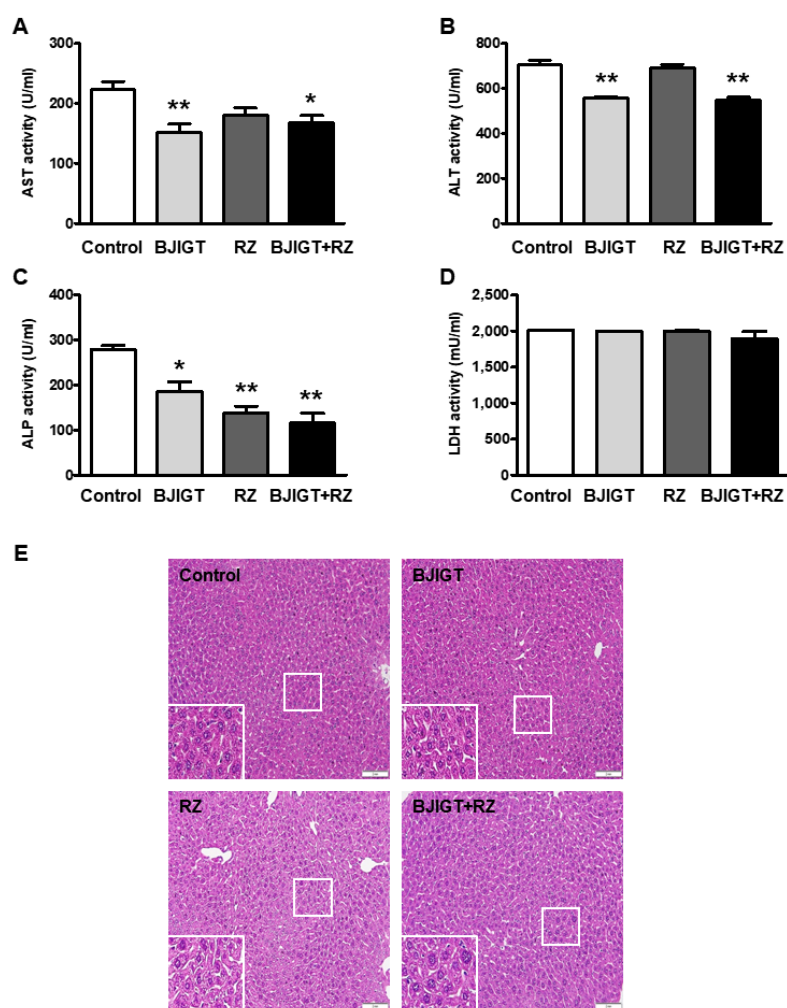 A
AST activity (U/ml)
300
200
100
0
**
*
Control BJIGT RZ BJIGT+RZ
B
ALT activity (U/ml)
800
600
400
200
0
**
**
Control BJIGT RZ BJIGT+RZ
C
ALP activity (U/ml)
400
300
200
100
0
*
**
**
Control BJIGT RZ BJIGT+RZ
D
LDH activity (mU/ml)
2,500
2,000
1,500
1,000
500
0
Control BJIGT RZ BJIGT+RZ
E
Control
BJIGT
RZ
BJIGT+RZ